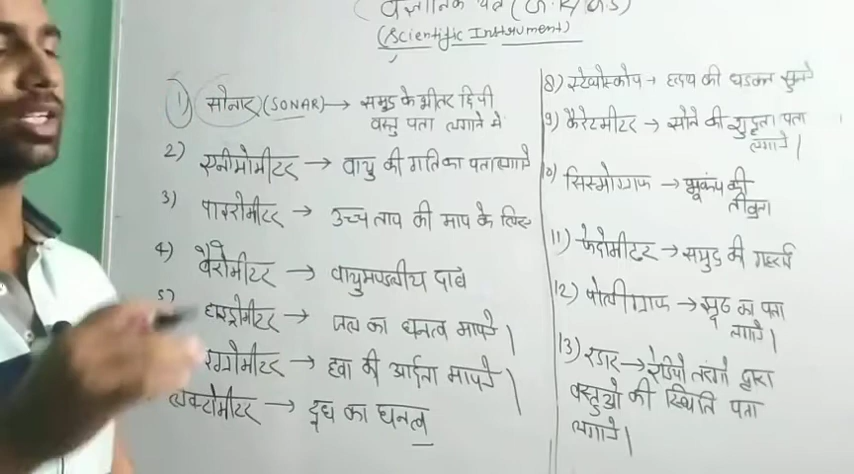 वैज्ञानिक यंत्र (G.K/G.S)
(Scientific Instrument)
1) सोनार (SONAR) → समुद्र के भीतर छिपी
वस्तु पता लगाने में
2) एनीमोमीटर → वायु की गति का पता लगाने
3) पाइरोमीटर → उच्च ताप की माप के लिए
4) बैरोमीटर → वायुमण्डलीय दाब
5) हाइड्रोमीटर → जल का घनत्व मापने।
हवा की आर्द्रता मापने।
लैक्टोमीटर → दूध का घनत्व
8) स्टेथोस्कोप → हृदय की धड़कन सुनने
9) कैरेटमीटर → सोने की शुद्धता पता
लगाने।
10) सिस्मोग्राफ → भूकंप की
तीव्रता
11) फेदोमीटर → समुद्र की गहराई
12) पोलीग्राफ → झूठ का पता
लगाने।
13) रडार → रेडियो तरंगो द्वारा
वस्तुओ की स्थिति पता
लगाने।